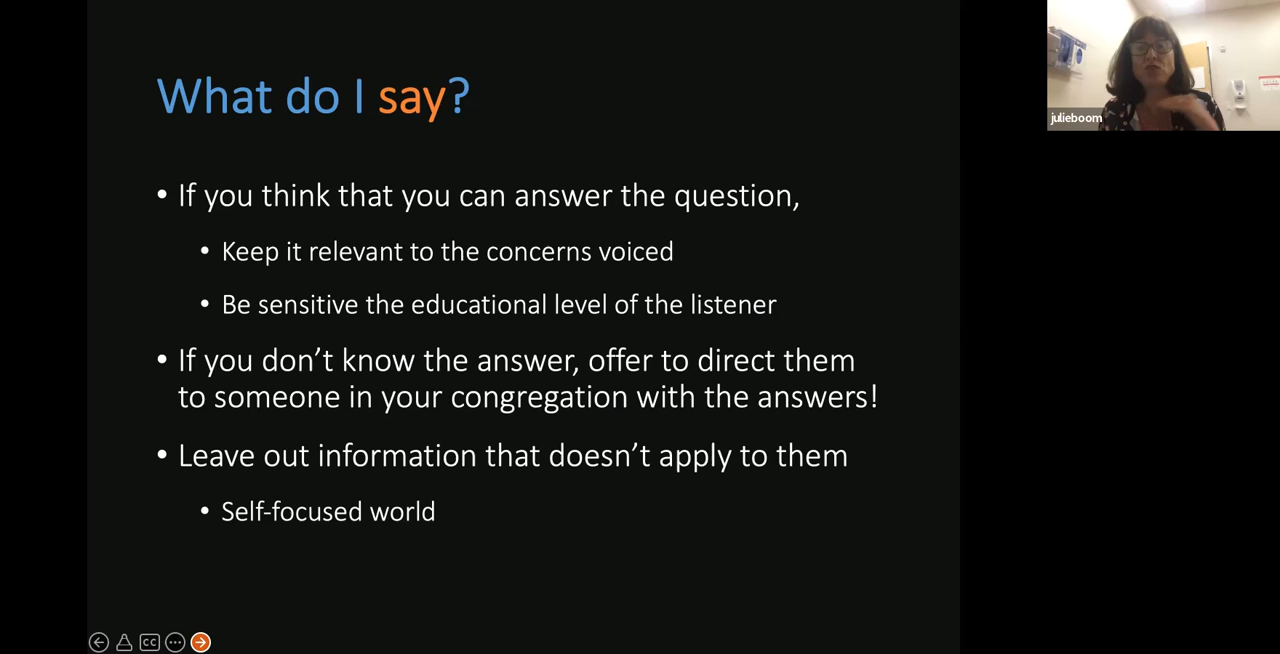 What do I say?
• If you think that you can answer the question,
• Keep it relevant to the concerns voiced
• Be sensitive the educational level of the listener
• If you don't know the answer, offer to direct them
to someone in your congregation with the answers!
• Leave out information that doesn't apply to them
• Self-focused world
julieboom
CC